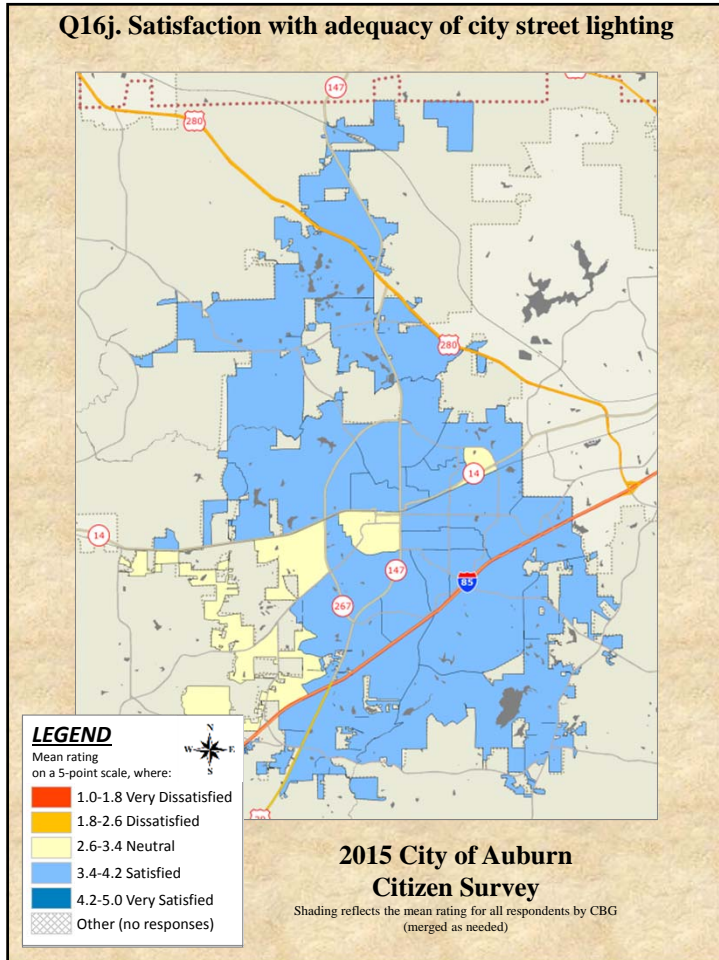 Q16j. Satisfaction with adequacy of city street lighting
147
280
280
14
14
147
85
267
LEGEND
Mean rating
on a 5-point scale, where:
N
W
E
S
1.0-1.8 Very Dissatisfied
1.8-2.6 Dissatisfied
2.6-3.4 Neutral
3.4-4.2 Satisfied
4.2-5.0 Very Satisfied
Other (no responses)
2015 City of Auburn
Citizen Survey
Shading reflects the mean rating for all respondents by CBG
(merged as needed)